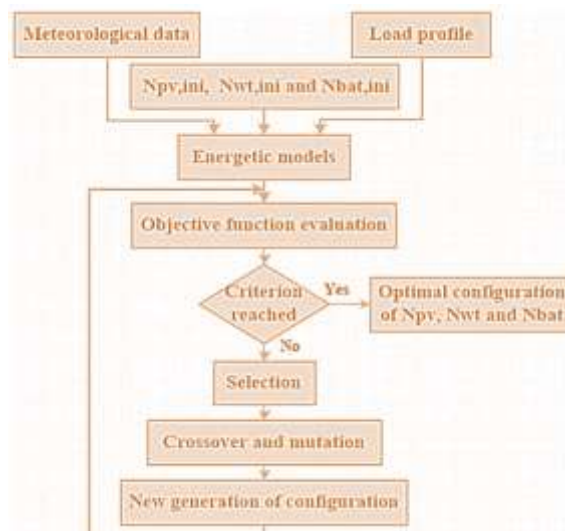 Meteorological data
Load profile
Npv,ini, Nwt,ini and Nbat,ini
Energetic models
Objective function evaluation
Criterion
reached
Yes
Optimal configuration
of Npv, Nwt and Nbat
No
Selection
Crossover and mutation
New generation of configuration